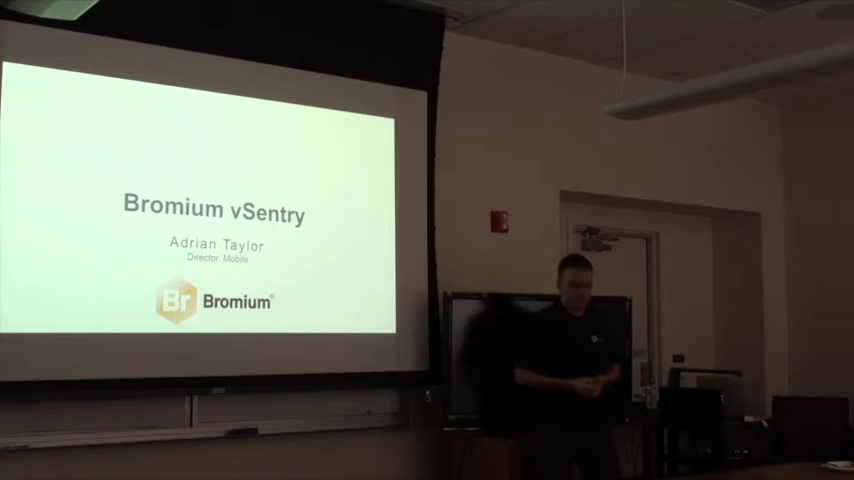 Bromium vSentry
Adrian Taylor
Director, Mobile
Br Bromium®